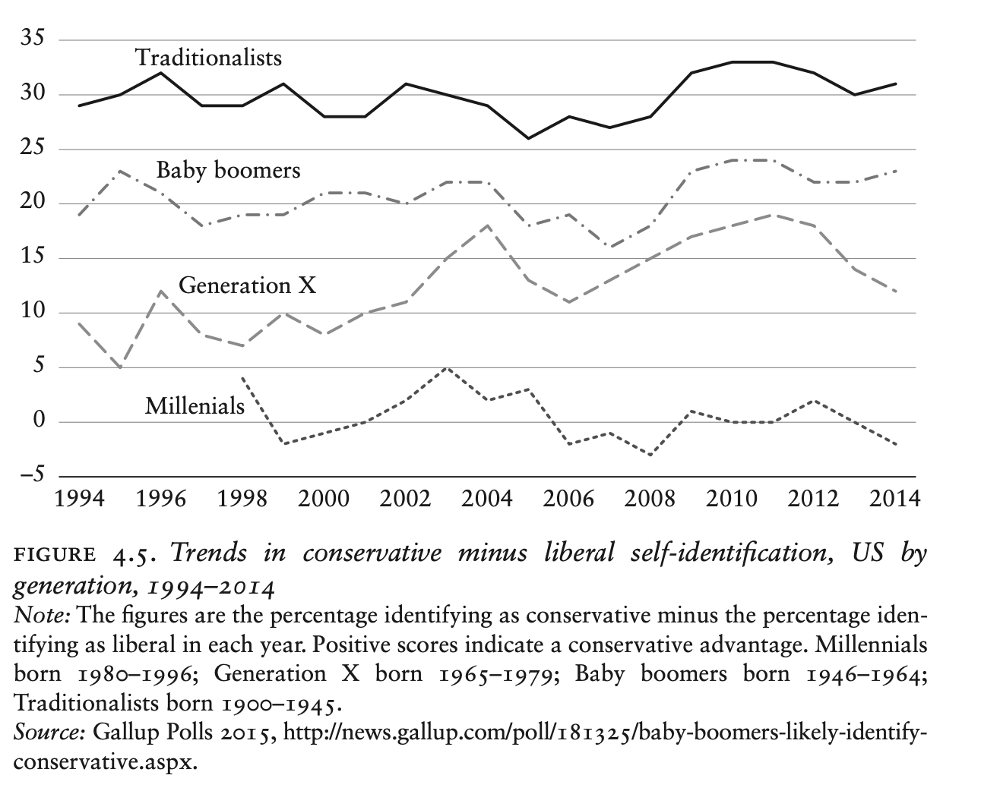 35
Traditionalists
30
25
Baby boomers
20
15
Generation X
10
5
Millenials
0
–5
1994 1996 1998 2000 2002 2004 2006 2008 2010 2012 2014
FIGURE 4.5. Trends in conservative minus liberal self-identification, US by
generation, 1994–2014
Note: The figures are the percentage identifying as conservative minus the percentage iden-
tifying as liberal in each year. Positive scores indicate a conservative advantage. Millennials
born 1980–1996; Generation X born 1965–1979; Baby boomers born 1946–1964;
Traditionalists born 1900–1945.
Source: Gallup Polls 2015, http://news.gallup.com/poll/181325/baby-boomers-likely-identify-
conservative.aspx.